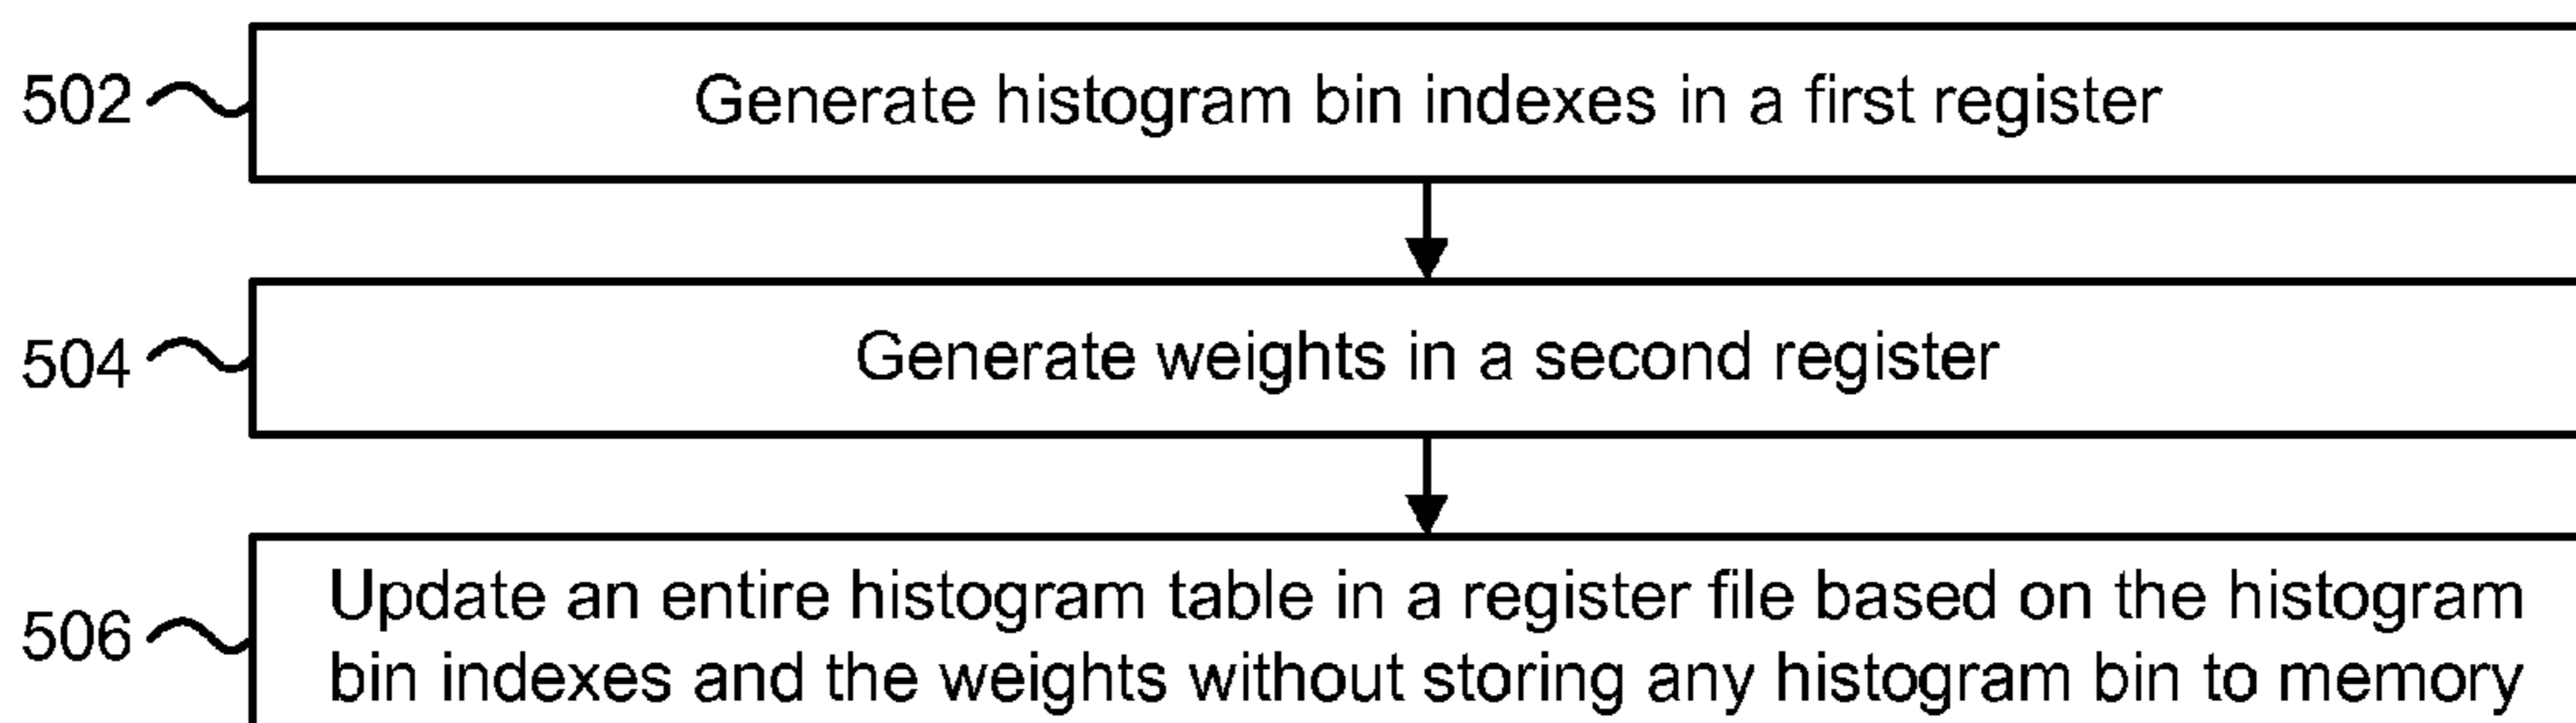 502 Generate histogram bin indexes in a first register
504 Generate weights in a second register
506 Update an entire histogram table in a register file based on the histogram
bin indexes and the weights without storing any histogram bin to memory